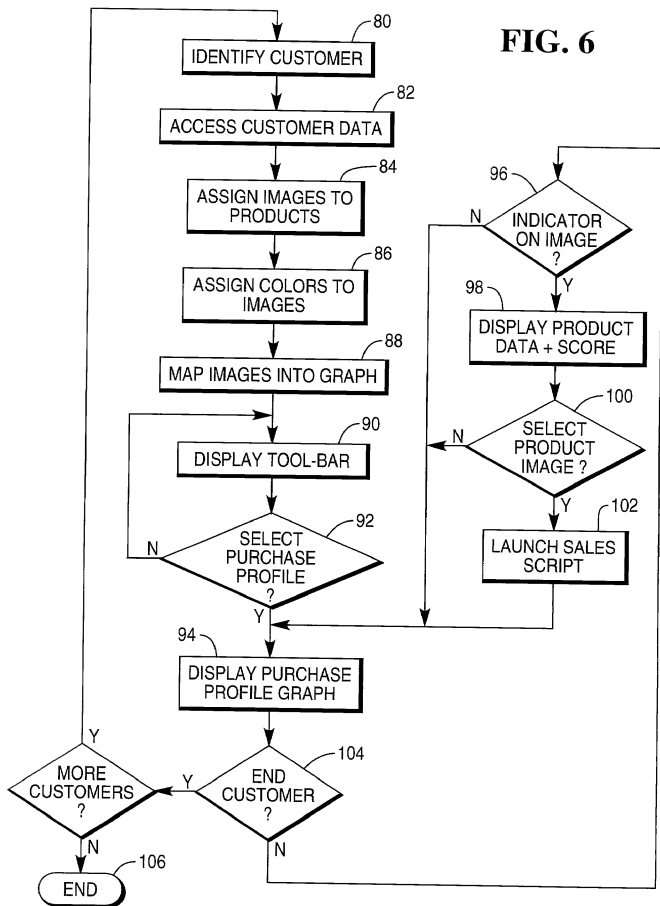 FIG. 6
80
IDENTIFY CUSTOMER
82
ACCESS CUSTOMER DATA
84
ASSIGN IMAGES TO
PRODUCTS
86
ASSIGN COLORS TO
IMAGES
88
MAP IMAGES INTO GRAPH
90
DISPLAY TOOL-BAR
92
SELECT
PURCHASE
PROFILE
?
N
Y
94
DISPLAY PURCHASE
PROFILE GRAPH
104
END
CUSTOMER
?
Y
N
MORE
CUSTOMERS
?
Y
N
106
END
96
INDICATOR
ON IMAGE
?
N
Y
98
DISPLAY PRODUCT
DATA + SCORE
100
SELECT
PRODUCT
IMAGE ?
N
Y
102
LAUNCH SALES
SCRIPT